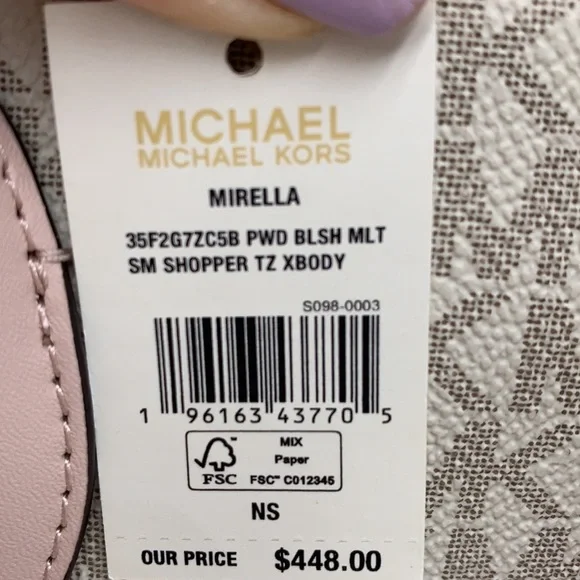 MICHAEL
MICHAEL KORS
MIRELLA
35F2G7ZC5B PWD BLSH MLT
SM SHOPPER TZ XBODY
S098-0003
1 96163 43770 5
FSC
MIX
Paper
FSC™ C012345
NS
OUR PRICE $448.00